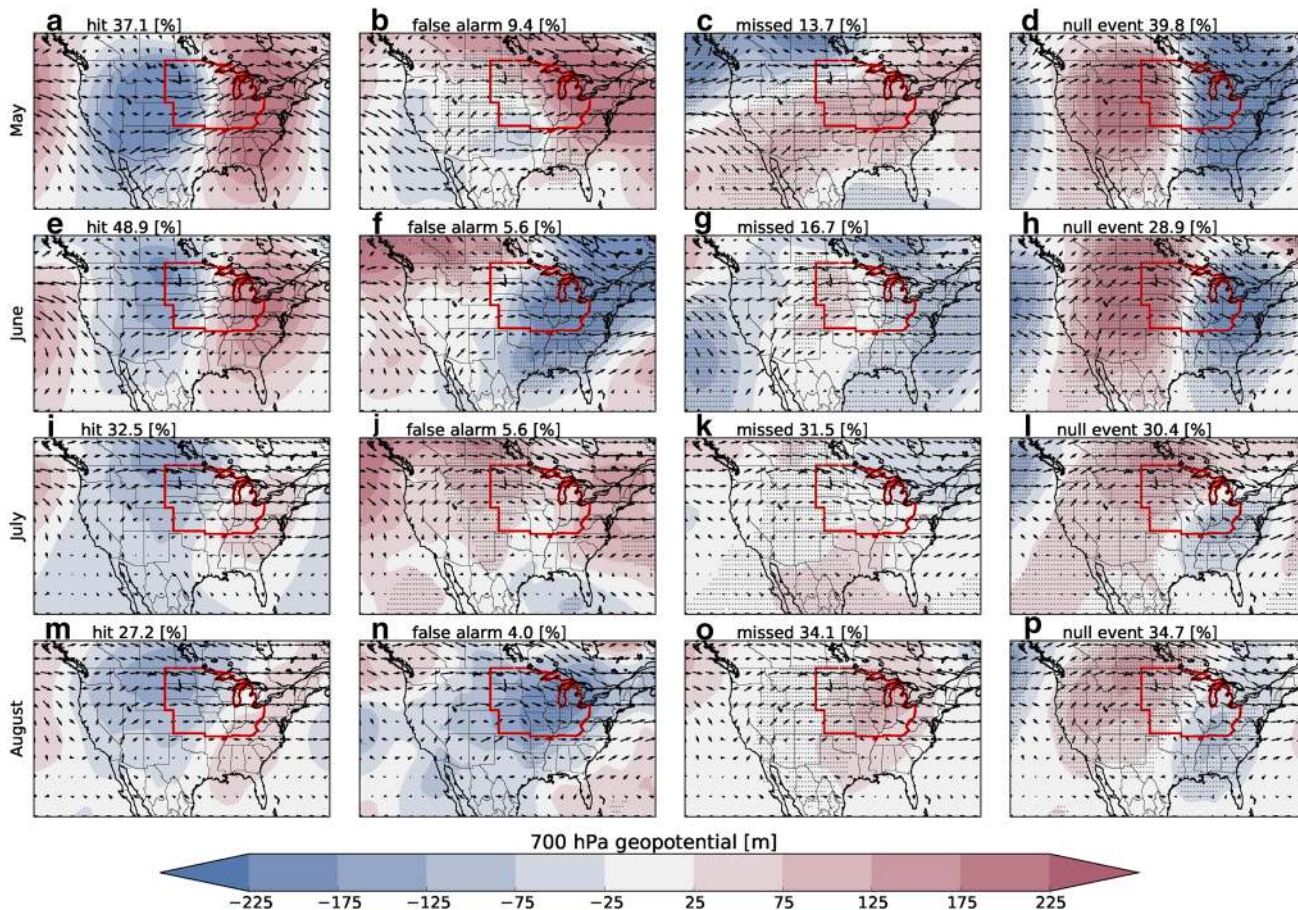 a hit 37.1 [%] b false alarm 9.4 [%] c missed 13.7 [%] d null event 39.8 [%]
May
e hit 48.9 [%] f false alarm 5.6 [%] g missed 16.7 [%] h null event 28.9 [%]
June
i hit 32.5 [%] j false alarm 5.6 [%] k missed 31.5 [%] l null event 30.4 [%]
July
m hit 27.2 [%] n false alarm 4.0 [%] o missed 34.1 [%] p null event 34.7 [%]
August
700 hPa geopotential [m]
−225 −175 −125 −75 −25 25 75 125 175 225